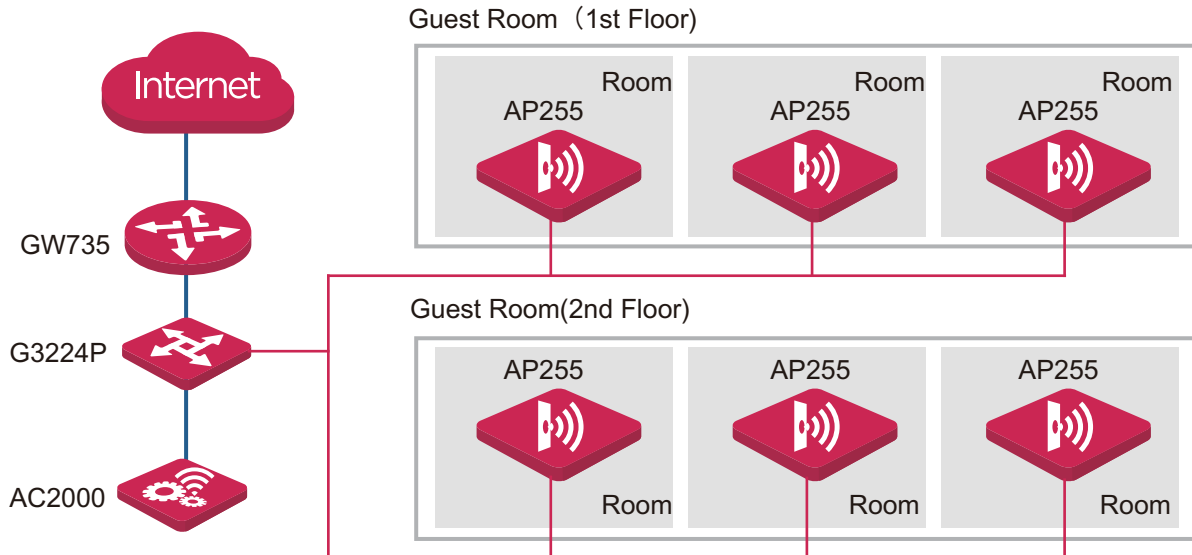 Guest Room（1st Floor)
Internet
Room
Room
Room
AP255
AP255
AP255
GW735
Guest Room(2nd Floor)
G3224P
AP255
AP255
AP255
AC2000
Room
Room
Room